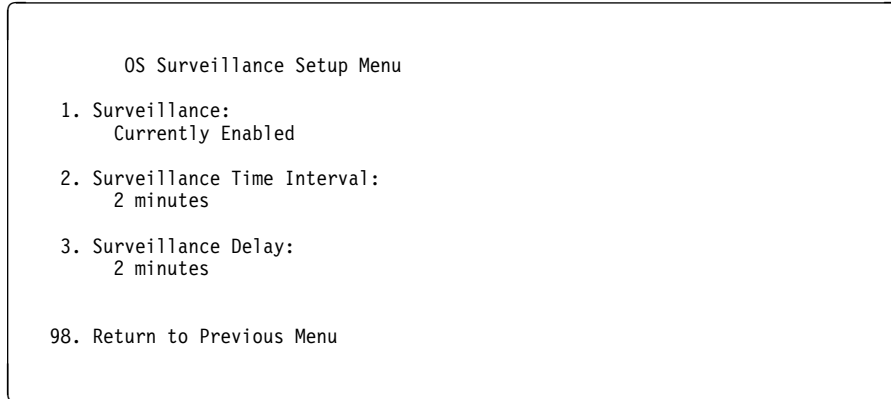 OS Surveillance Setup Menu
1. Surveillance:
Currently Enabled
2. Surveillance Time Interval:
2 minutes
3. Surveillance Delay:
2 minutes
98. Return to Previous Menu